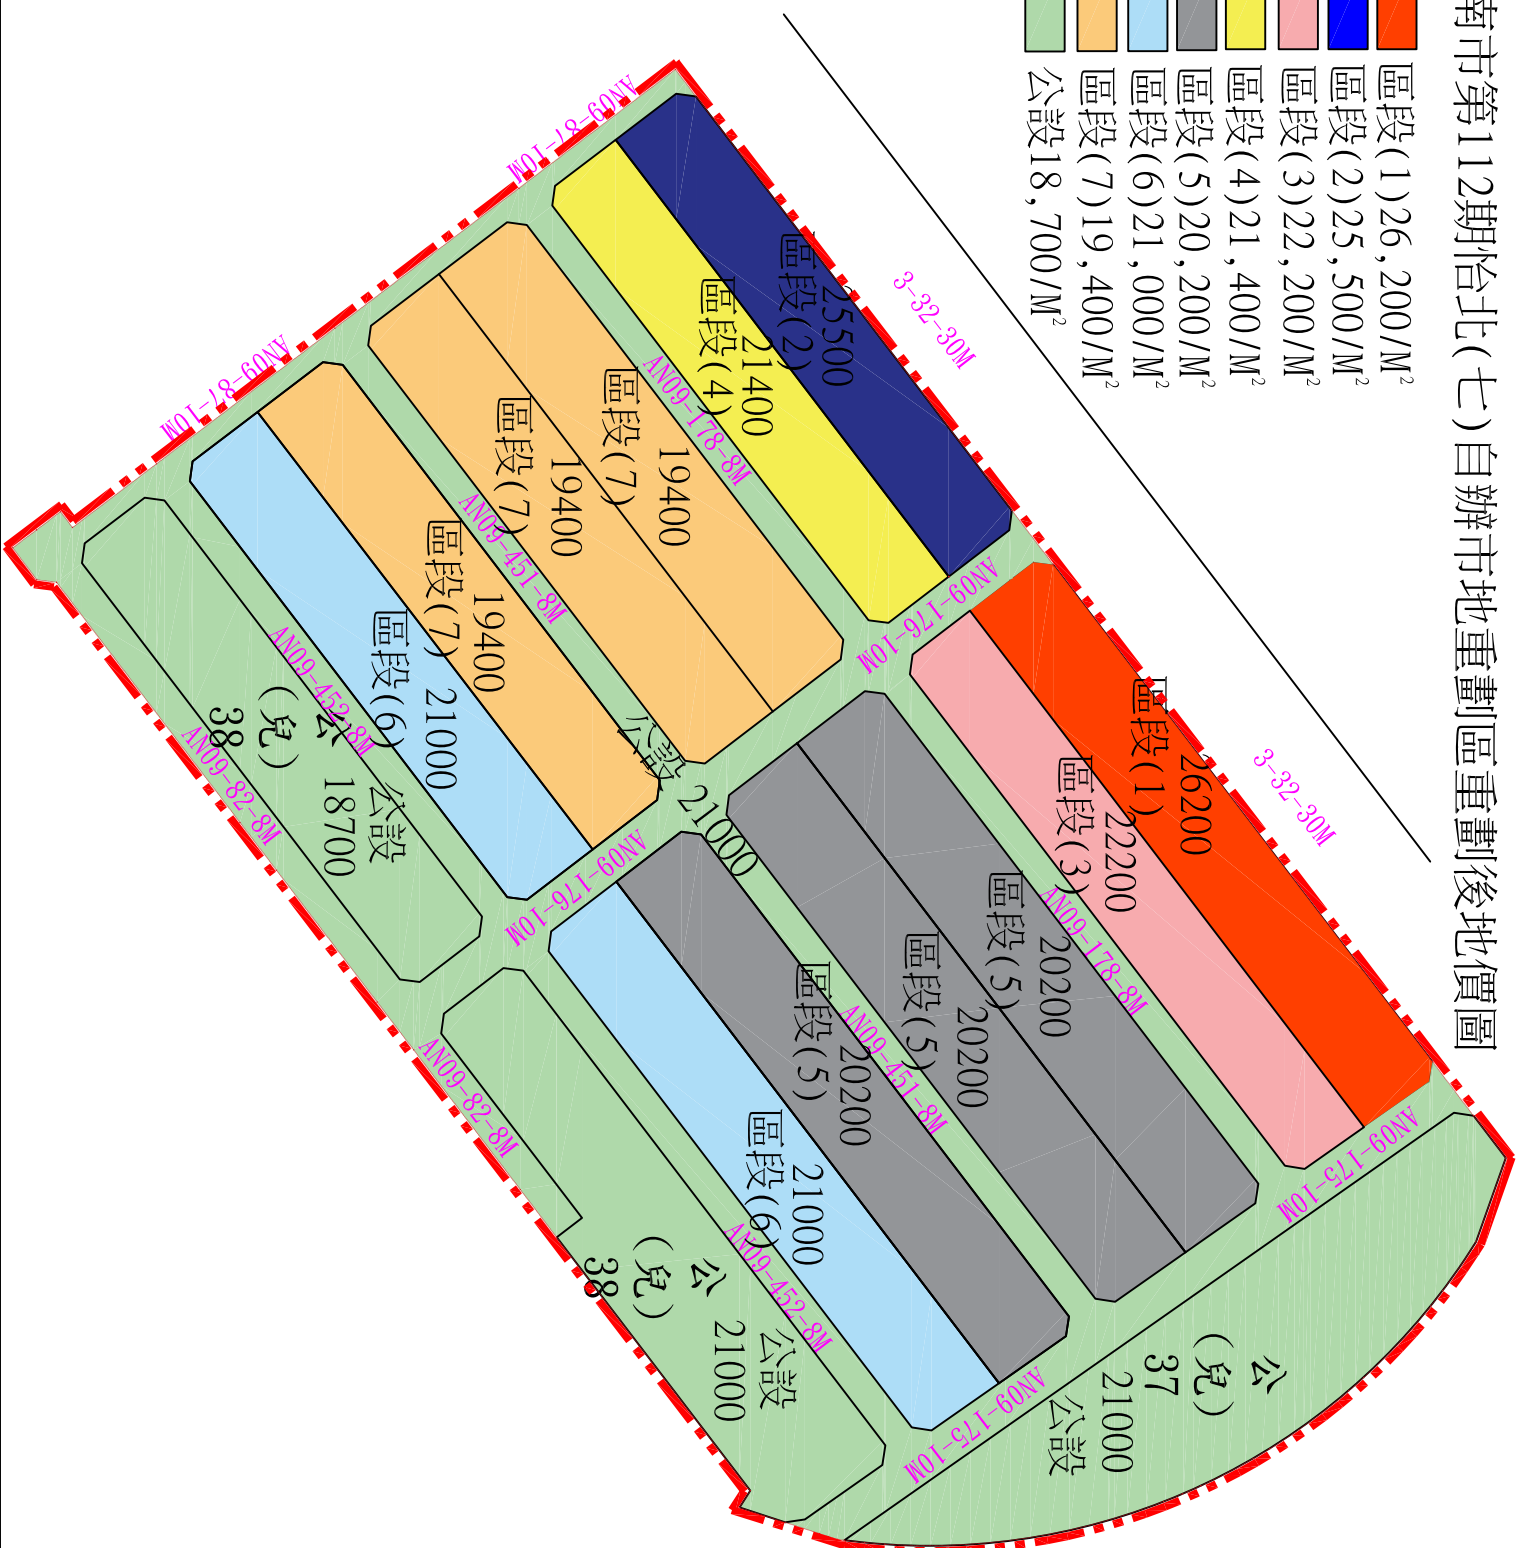 南市第112期怡北(七)自辦市地重劃區重劃後地價圖
區段(1)26,200/M²
區段(2)25,500/M²
區段(3)22,200/M²
區段(4)21,400/M²
區段(5)20,200/M²
區段(6)21,000/M²
區段(7)19,400/M²
公設18,700/M²
3-32-30M
3-32-30M
26200
區段(1)
22200
區段(3)
25500
區段(2)
21400
區段(4)
AN09-178-8M
AN09-178-8M
AN09-176-10M
AN09-175-10M
AN09-87-10M
20200
區段(5)
20200
區段(5)
19400
區段(7)
19400
區段(7)
公設 21000
AN09-451-8M
AN09-451-8M
20200
區段(5)
19400
區段(7)
21000
區段(6)
21000
區段(6)
AN09-87-10M
AN09-176-10M
AN09-175-10M
AN09-452-8M
AN09-452-8M
公
(兒)
37
21000
公設
公設
18700
公
(兒)
38
公設
21000
公
(兒)
38
AN09-82-8M
AN09-82-8M